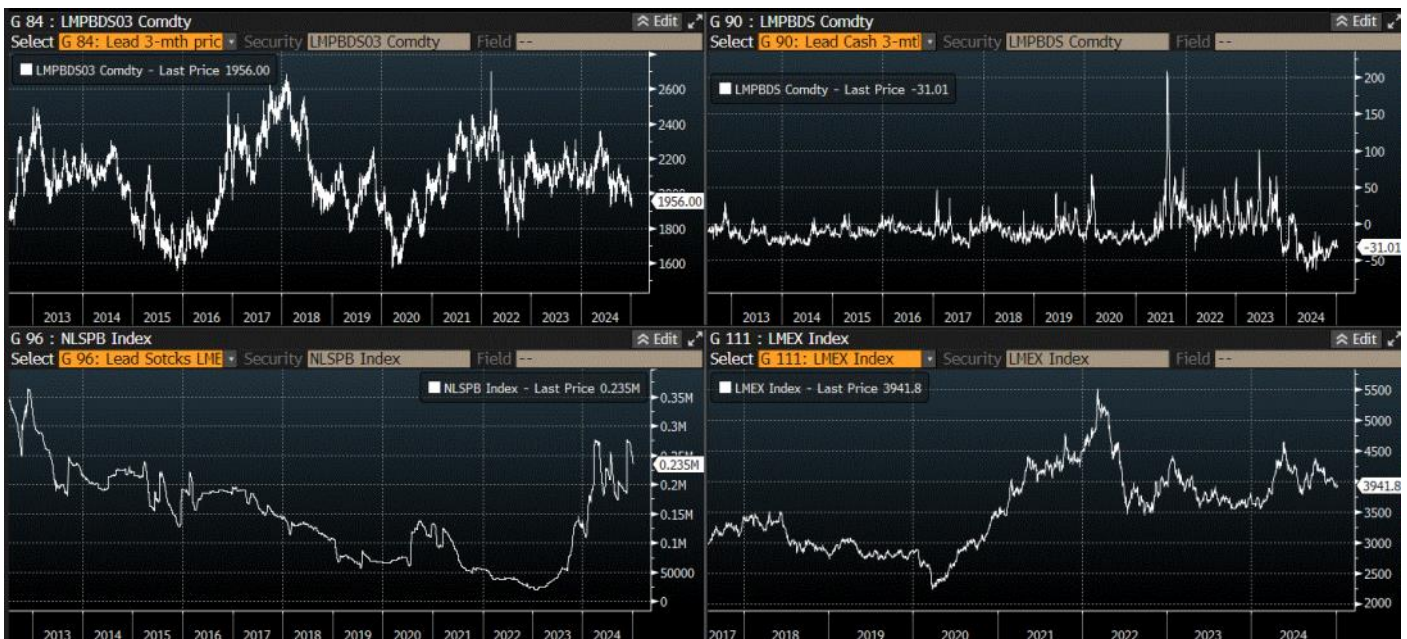 G 84 : LMPBDS03 Comdty
Edit
Select G 84: Lead 3-mth pric Security LMPBDS03 Comdty Field --
LMPBDS03 Comdty - Last Price 1956.00
2600
2400
2200
2000
1956.00
1800
1600
2013 2014 2015 2016 2017 2018 2019 2020 2021 2022 2023 2024
G 90 : LMPBDS Comdty
Edit
Select G 90: Lead Cash 3-mtl Security LMPBDS Comdty Field --
LMPBDS Comdty - Last Price -31.01
200
150
100
50
0
-31.01
-50
2013 2014 2015 2016 2017 2018 2019 2020 2021 2022 2023 2024
G 96 : NLSPB Index
Edit
Select G 96: Lead Sotcks LME Security NLSPB Index Field --
NLSPB Index - Last Price 0.235M
0.35M
0.3M
0.25M
0.235M
0.2M
0.15M
0.1M
50000
0
2013 2014 2015 2016 2017 2018 2019 2020 2021 2022 2023 2024
G 111 : LMEX Index
Edit
Select G 111: LMEX Index Security LMEX Index Field --
LMEX Index - Last Price 3941.8
5500
5000
4500
3941.8
3500
3000
2500
2000
2017 2018 2019 2020 2021 2022 2023 2024